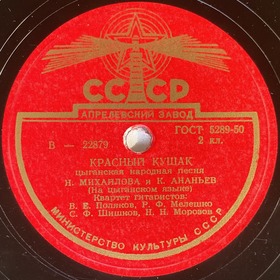 СССР
АПРЕЛЕВСКИЙ ЗАВОД
ГОСТ 5289-50
В — 22879
2 кл.
КРАСНЫЙ КУШАК
цыганская народная песня
Н. МИХАЙЛОВА и К. АНАНЬЕВ
(На цыганском языке)
Квартет гитаристов:
В. Е. Поляков, Р. Ф. Мелешко
С. Ф. Шишков, Н. Н. Морозов
МИНИСТЕРСТВО КУЛЬТУРЫ СССР